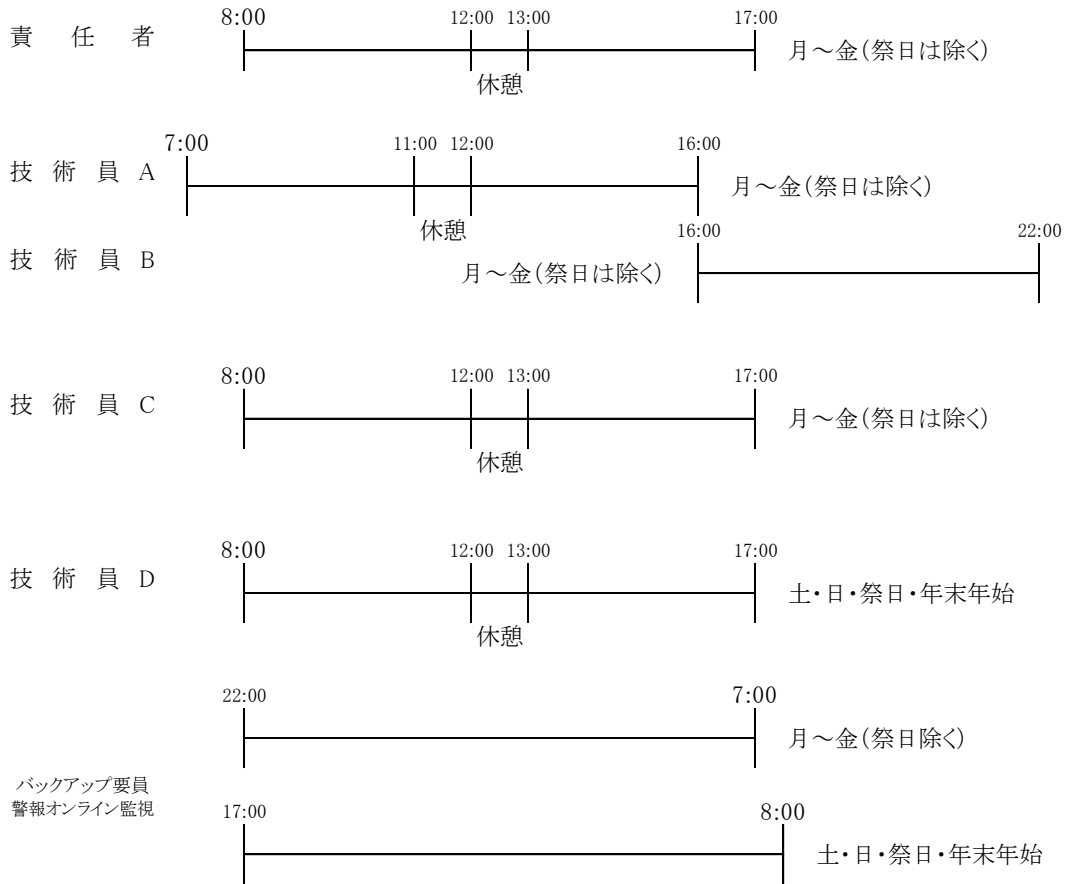 8:00 12:00 13:00 17:00
責任者 月～金（祭日は除く）
休憩
7:00 11:00 12:00 16:00
技術員A 月～金（祭日は除く）
休憩
16:00 22:00
技術員B 月～金（祭日は除く）
8:00 12:00 13:00 17:00
技術員C 月～金（祭日は除く）
休憩
8:00 12:00 13:00 17:00
技術員D 土・日・祭日・年末年始
休憩
22:00 7:00
月～金（祭日除く）
バックアップ要員
警報オンライン監視
17:00 8:00
土・日・祭日・年末年始